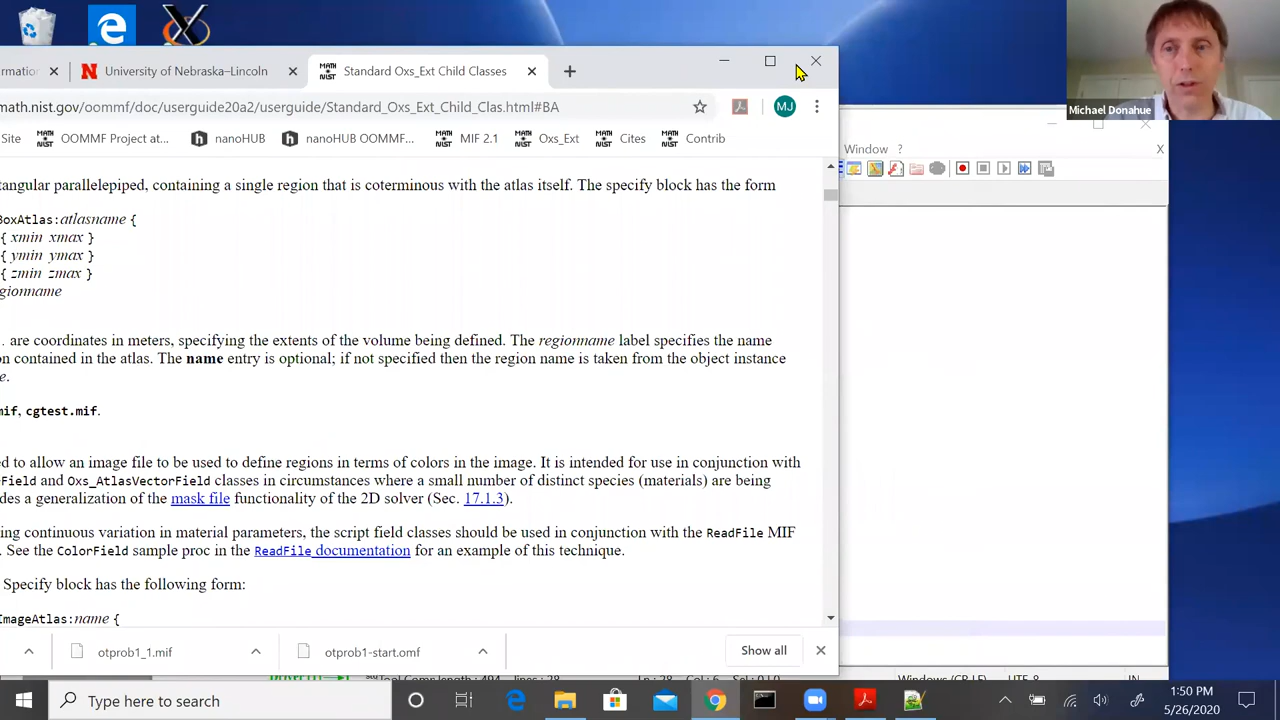 Michael Donahue
rmation
University of Nebraska–Lincoln
Standard Oxs_Ext Child Classes
math.nist.gov/oommf/doc/userguide20a2/userguide/Standard_Oxs_Ext_Child_Clas.html#BA
MJ
Site
OOMMF Project at...
nanoHUB
nanoHUB OOMMF...
MIF 2.1
Oxs_Ext
Cites
Contrib
Window ?
X
tangular parallelepiped, containing a single region that is coterminous with the atlas itself. The specify block has the form
BoxAtlas:atlasname {
{ xmin xmax }
{ ymin ymax }
{ zmin zmax }
gionname
. are coordinates in meters, specifying the extents of the volume being defined. The regionname label specifies the name
on contained in the atlas. The name entry is optional; if not specified then the region name is taken from the object instance
e.
nif, cgtest.mif.
ed to allow an image file to be used to define regions in terms of colors in the image. It is intended for use in conjunction with
Field and Oxs_AtlasVectorField classes in circumstances where a small number of distinct species (materials) are being
des a generalization of the mask file functionality of the 2D solver (Sec. 17.1.3).
ing continuous variation in material parameters, the script field classes should be used in conjunction with the ReadFile MIF
. See the ColorField sample proc in the ReadFile documentation for an example of this technique.
Specify block has the following form:
ImageAtlas:name {
otprob1_1.mif
otprob1-start.omf
Show all
Type here to search
1:50 PM
5/26/2020